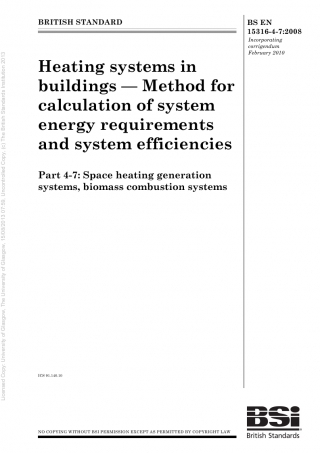 BRITISH STANDARD
BS EN
15316-4-7:2008
Incorporating
corrigendum
February 2010
Heating systems in
buildings — Method for
calculation of system
energy requirements
and system efficiencies
Part 4-7: Space heating generation
systems, biomass combustion systems
NO COPYING WITHOUT BSI PERMISSION EXCEPT AS PERMITTED BY COPYRIGHT LAW
BSi
British Standards